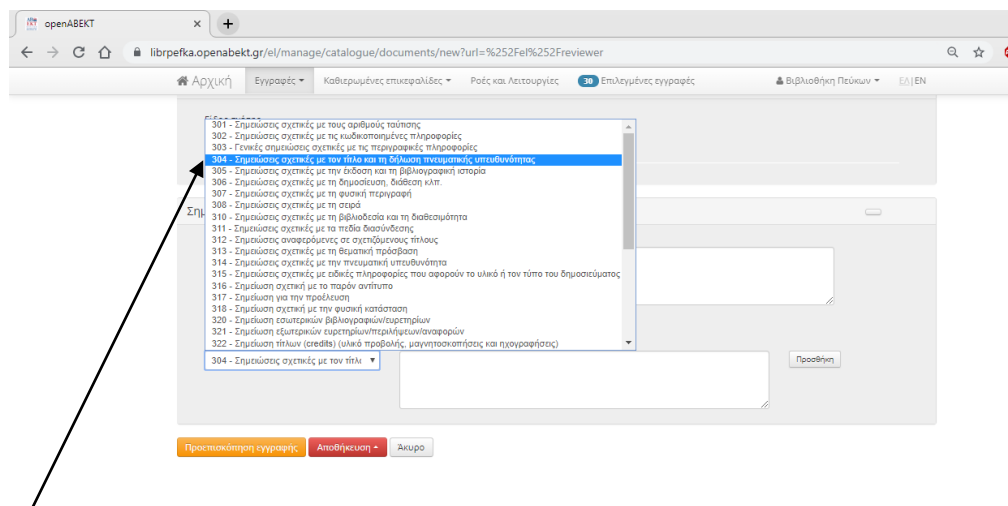 openABEKT
librpefka.openabekt.gr/el/manage/catalogue/documents/new?url=%252Fel%252Freviewer
Αρχική Εγγραφές Καθιερωμένες επικεφαλίδες Ροές και Λειτουργίες 30 Επιλεγμένες εγγραφές Βιβλιοθήκη Πεύκων ΕΛ|EN
301 - Σημειώσεις σχετικές με τους αριθμούς ταύτισης
302 - Σημειώσεις σχετικές με τις κωδικοποιημένες πληροφορίες
303 - Γενικές σημειώσεις σχετικές με τις περιγραφικές πληροφορίες
304 - Σημειώσεις σχετικές με τον τίτλο και τη δήλωση πνευματικής υπευθυνότητας
305 - Σημειώσεις σχετικές με την έκδοση και τη βιβλιογραφική ιστορία
306 - Σημειώσεις σχετικές με τη δημοσίευση, διάθεση κλπ.
307 - Σημειώσεις σχετικές με τη φυσική περιγραφή
308 - Σημειώσεις σχετικές με τη σειρά
310 - Σημειώσεις σχετικές με τη βιβλιοδεσία και τη διαθεσιμότητα
311 - Σημειώσεις σχετικές με τα πεδία διασύνδεσης
312 - Σημειώσεις αναφερόμενες σε σχετιζόμενους τίτλους
313 - Σημειώσεις σχετικές με τη θεματική πρόσβαση
314 - Σημειώσεις σχετικές με την πνευματική υπευθυνότητα
315 - Σημειώσεις σχετικές με ειδικές πληροφορίες που αφορούν το υλικό ή τον τύπο του δημοσιεύματος
316 - Σημείωση σχετική με το παρόν αντίτυπο
317 - Σημείωση για την προέλευση
318 - Σημείωση σχετική με την φυσική κατάσταση
320 - Σημείωση εσωτερικών βιβλιογραφιών/ευρετηρίων
321 - Σημείωση εξωτερικών ευρετηρίων/περιλήψεων/αναφορών
322 - Σημείωση τίτλων (credits) (υλικό προβολής, μαγνητοσκοπήσεις και ηχογραφήσεις)
304 - Σημειώσεις σχετικές με τον τίτλ
Προσθήκη
Προεπισκόπηση εγγραφής Αποθήκευση Άκυρο